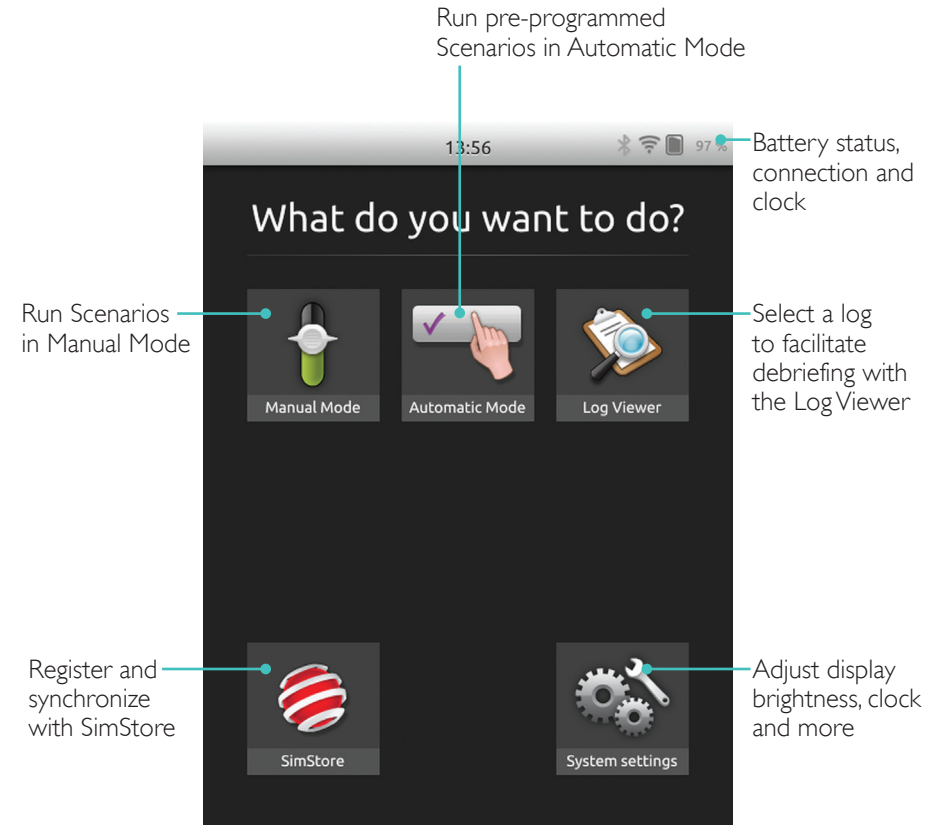 Run pre-programmed
Scenarios in Automatic Mode
13:56
97 %
Battery status,
connection and
clock
What do you want to do?
Run Scenarios
in Manual Mode
Manual Mode
Automatic Mode
Log Viewer
Select a log
to facilitate
debriefing with
the Log Viewer
Register and
synchronize
with SimStore
SimStore
System settings
Adjust display
brightness, clock
and more